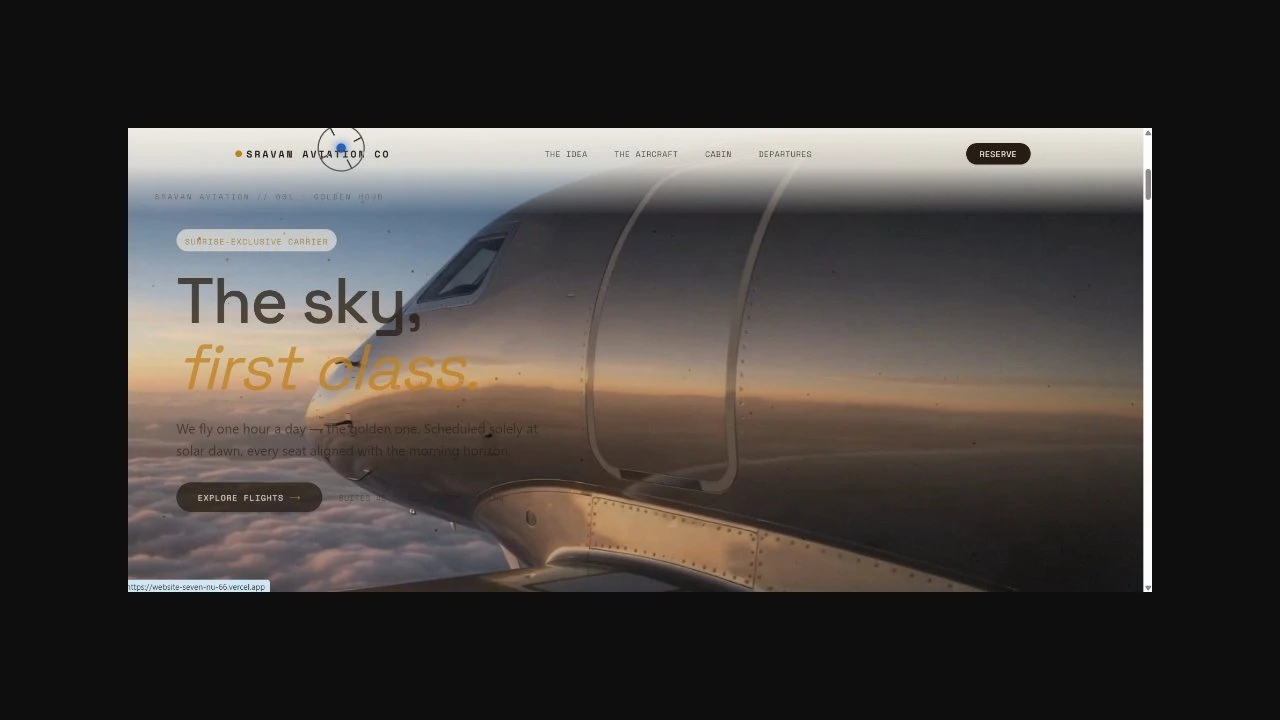 SRAVAN AVIATION CO
THE IDEA
THE AIRCRAFT
CABIN
DEPARTURES
RESERVE
SRAVAN AVIATION // 001 · GOLDEN HOUR
SUNRISE-EXCLUSIVE CARRIER
The sky,
first class.
We fly one hour a day — the golden one. Scheduled solely at
solar dawn, every seat aligned with the morning horizon.
EXPLORE FLIGHTS →
SUITES
https://website-seven-nu-66.vercel.app